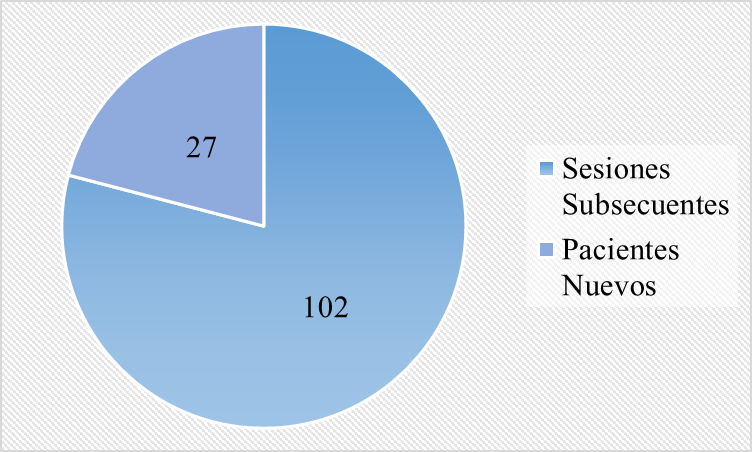 27
102
Sesiones
Subsecuentes
Pacientes
Nuevos